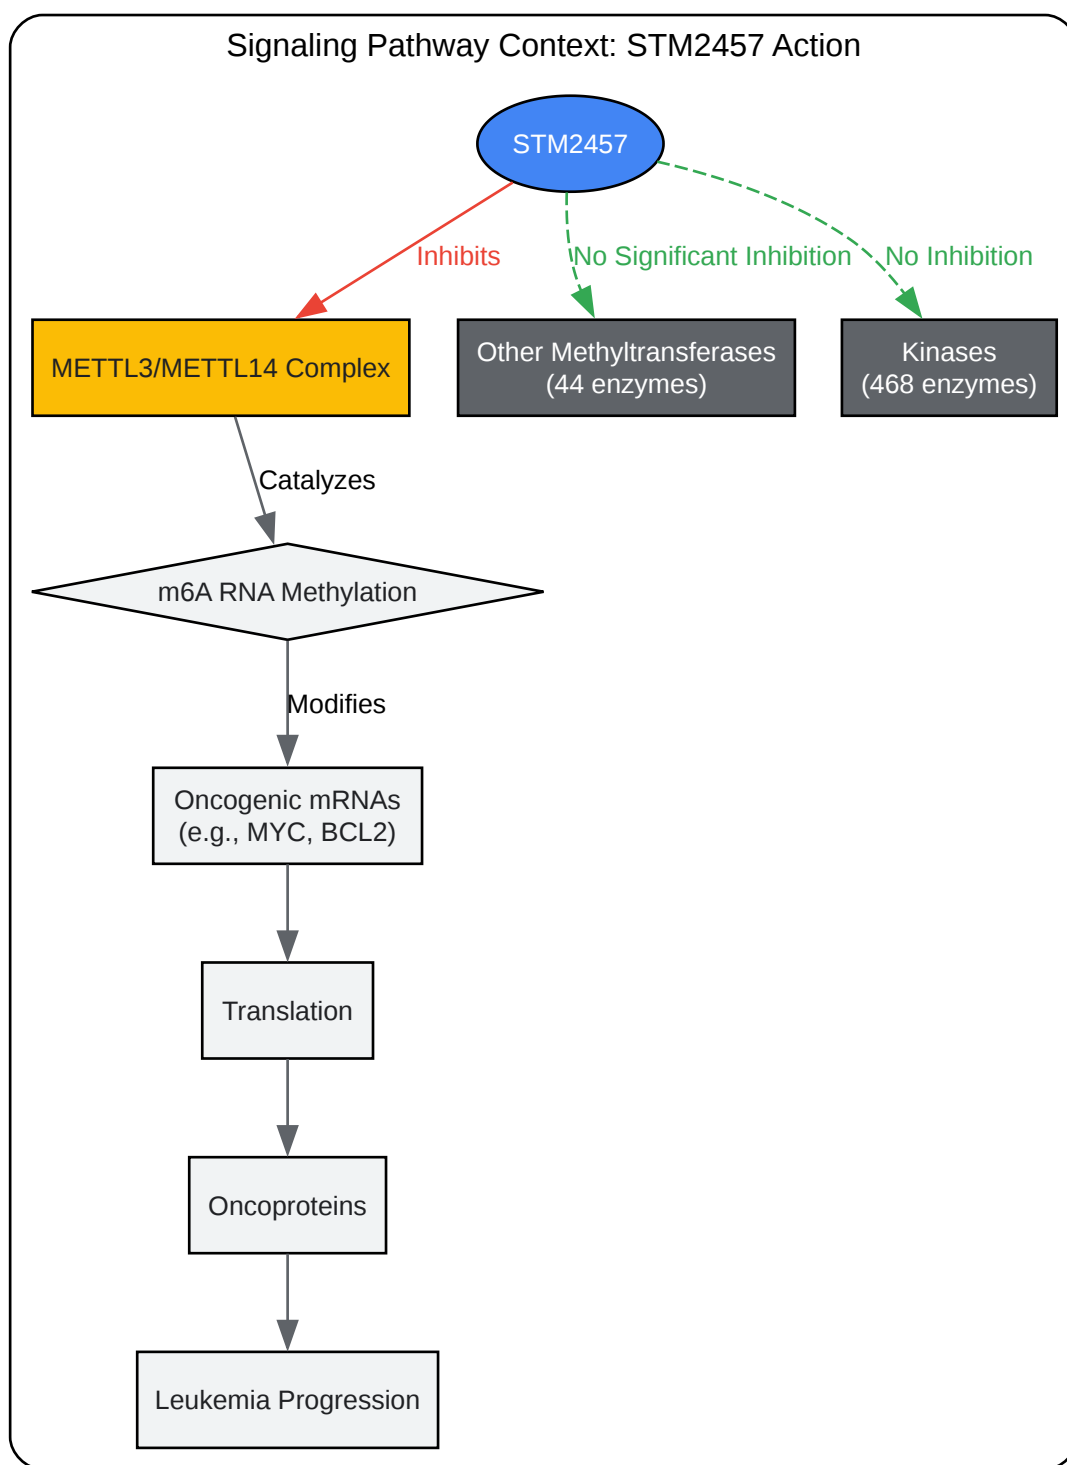 Signaling Pathway Context: STM2457 Action
STM2457
Inhibits
No Significant Inhibition
No Inhibition
METTL3/METTL14 Complex
Other Methyltransferases
(44 enzymes)
Kinases
(468 enzymes)
Catalyzes
m6A RNA Methylation
Modifies
Oncogenic mRNAs
(e.g., MYC, BCL2)
Translation
Oncoproteins
Leukemia Progression